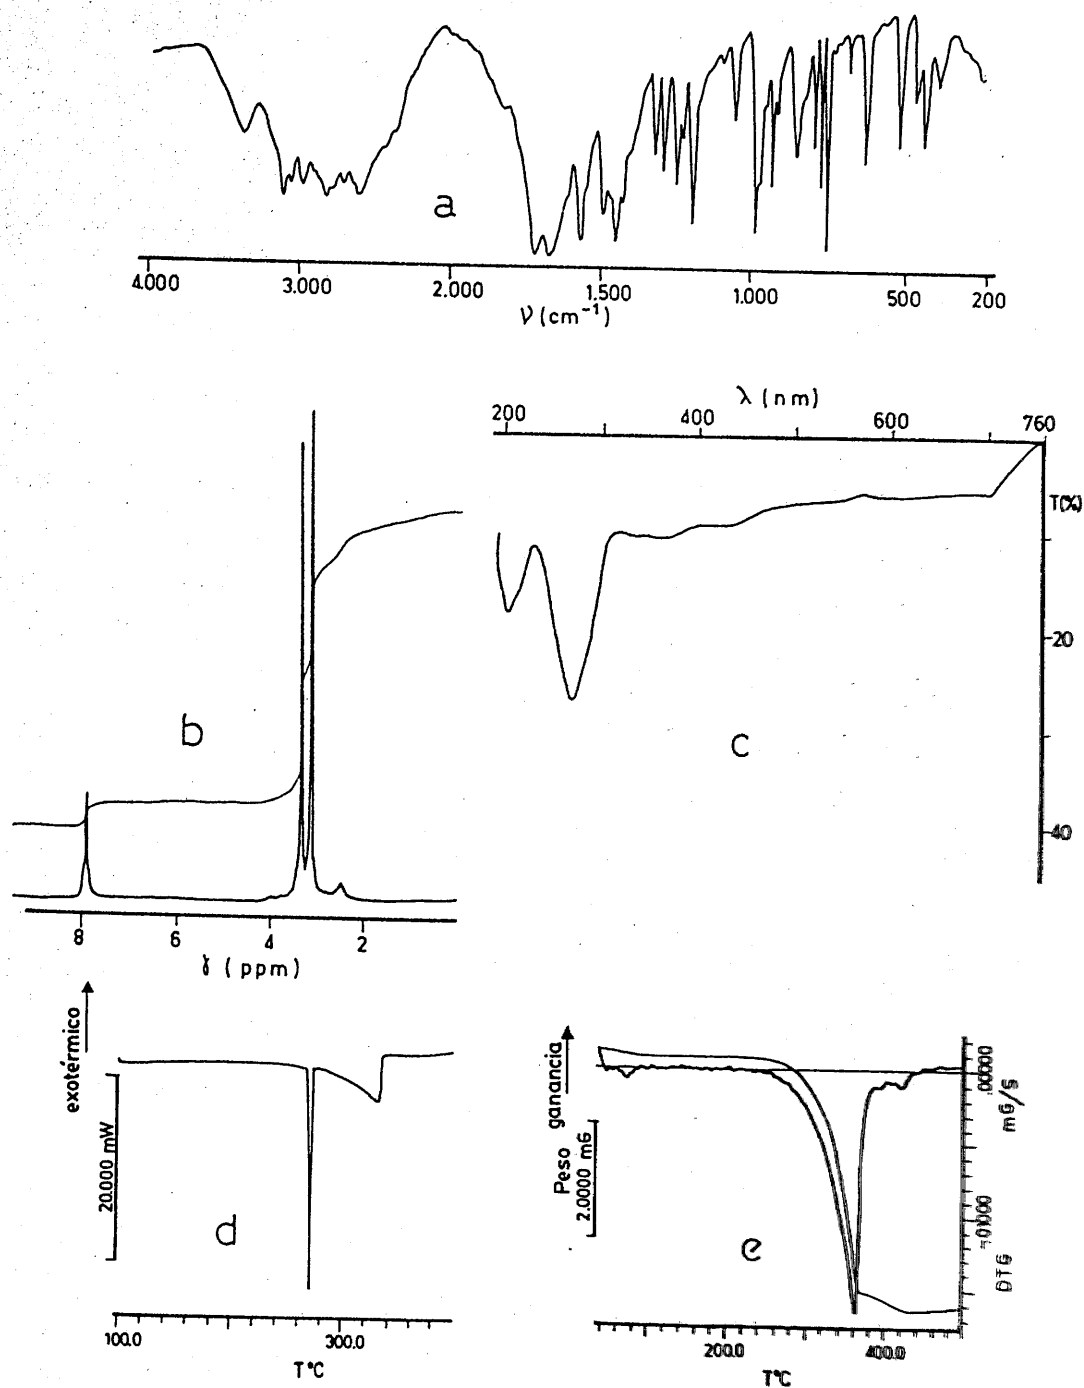 a
4.000 3.000 2.000 1.500 1.000 500 200
ν (cm⁻¹)
λ (nm)
200 400 600 760
T(%)
20
40
b
c
8 6 4 2
γ (ppm)
exotérmico
20.000 mW
d
100.0 300.0
T°C
Peso ganancia
2.0000 mG
e
.00000
mG/s
-.01000
DTG
200.0 400.0
T°C